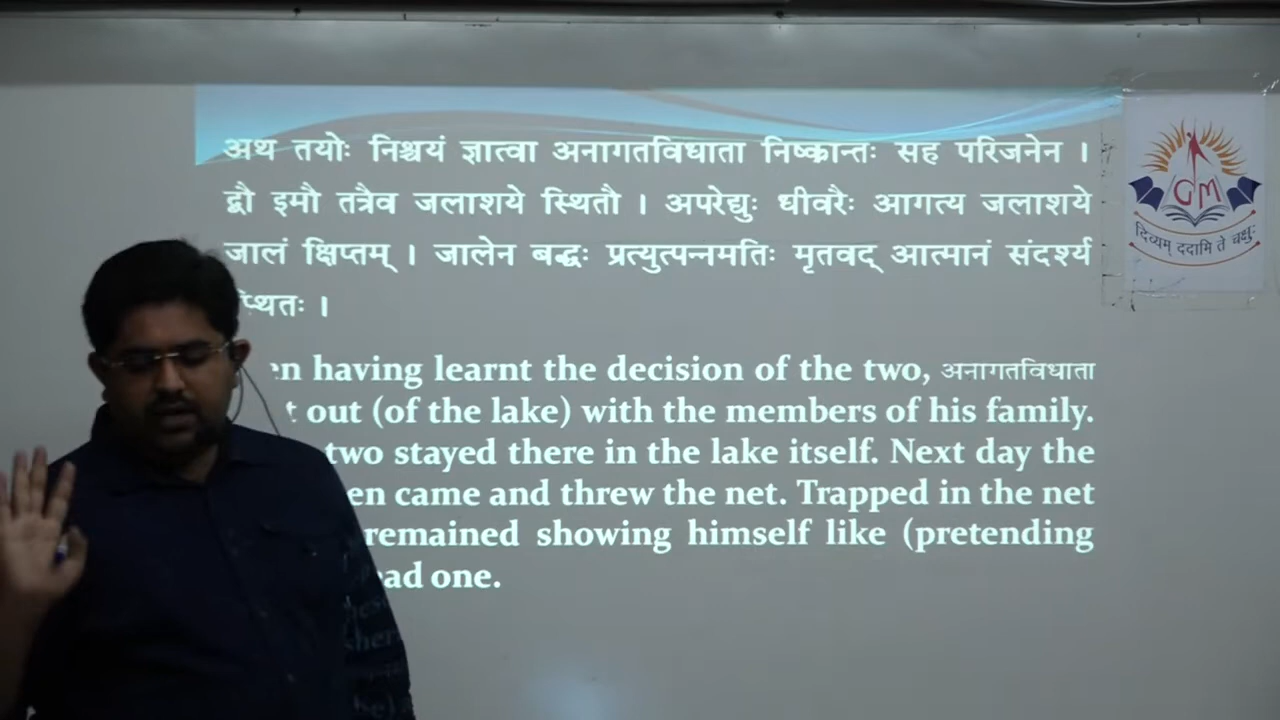 अथ तयोः निश्चयं ज्ञात्वा अनागतविधाता निष्क्रान्तः सह परिजनेन ।
द्वौ इमौ तत्रैव जलाशये स्थितौ । अपरेद्युः धीवरैः आगत्य जलाशये
जालं क्षिप्तम् । जालेन बद्धः प्रत्युत्पन्नमतिः मृतवद् आत्मानं संदर्श्य
स्थितः ।
having learnt the decision of the two, अनागतविधाता
out (of the lake) with the members of his family.
two stayed there in the lake itself. Next day the
came and threw the net. Trapped in the net
remained showing himself like (pretending
one.
GM
दिव्यम् ददामि ते चक्षुः